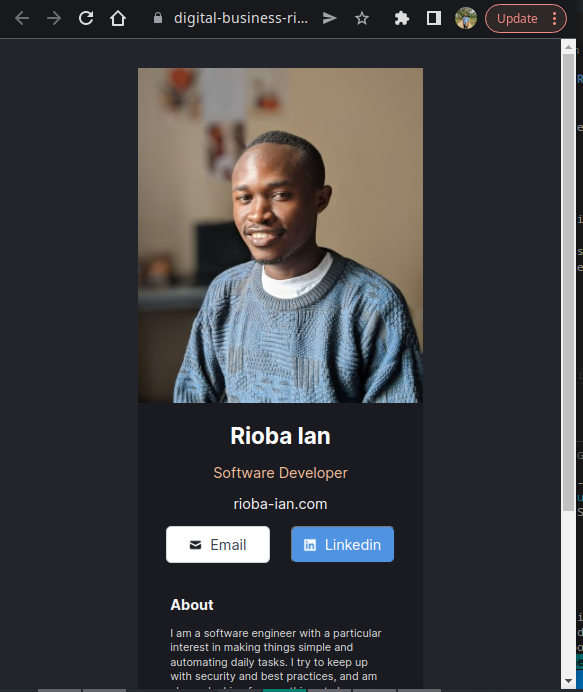 digital-business-ri...
Update
Rioba Ian
Software Developer
rioba-ian.com
Email
in Linkedin
About
I am a software engineer with a particular
interest in making things simple and
automating daily tasks. I try to keep up
with security and best practices, and am